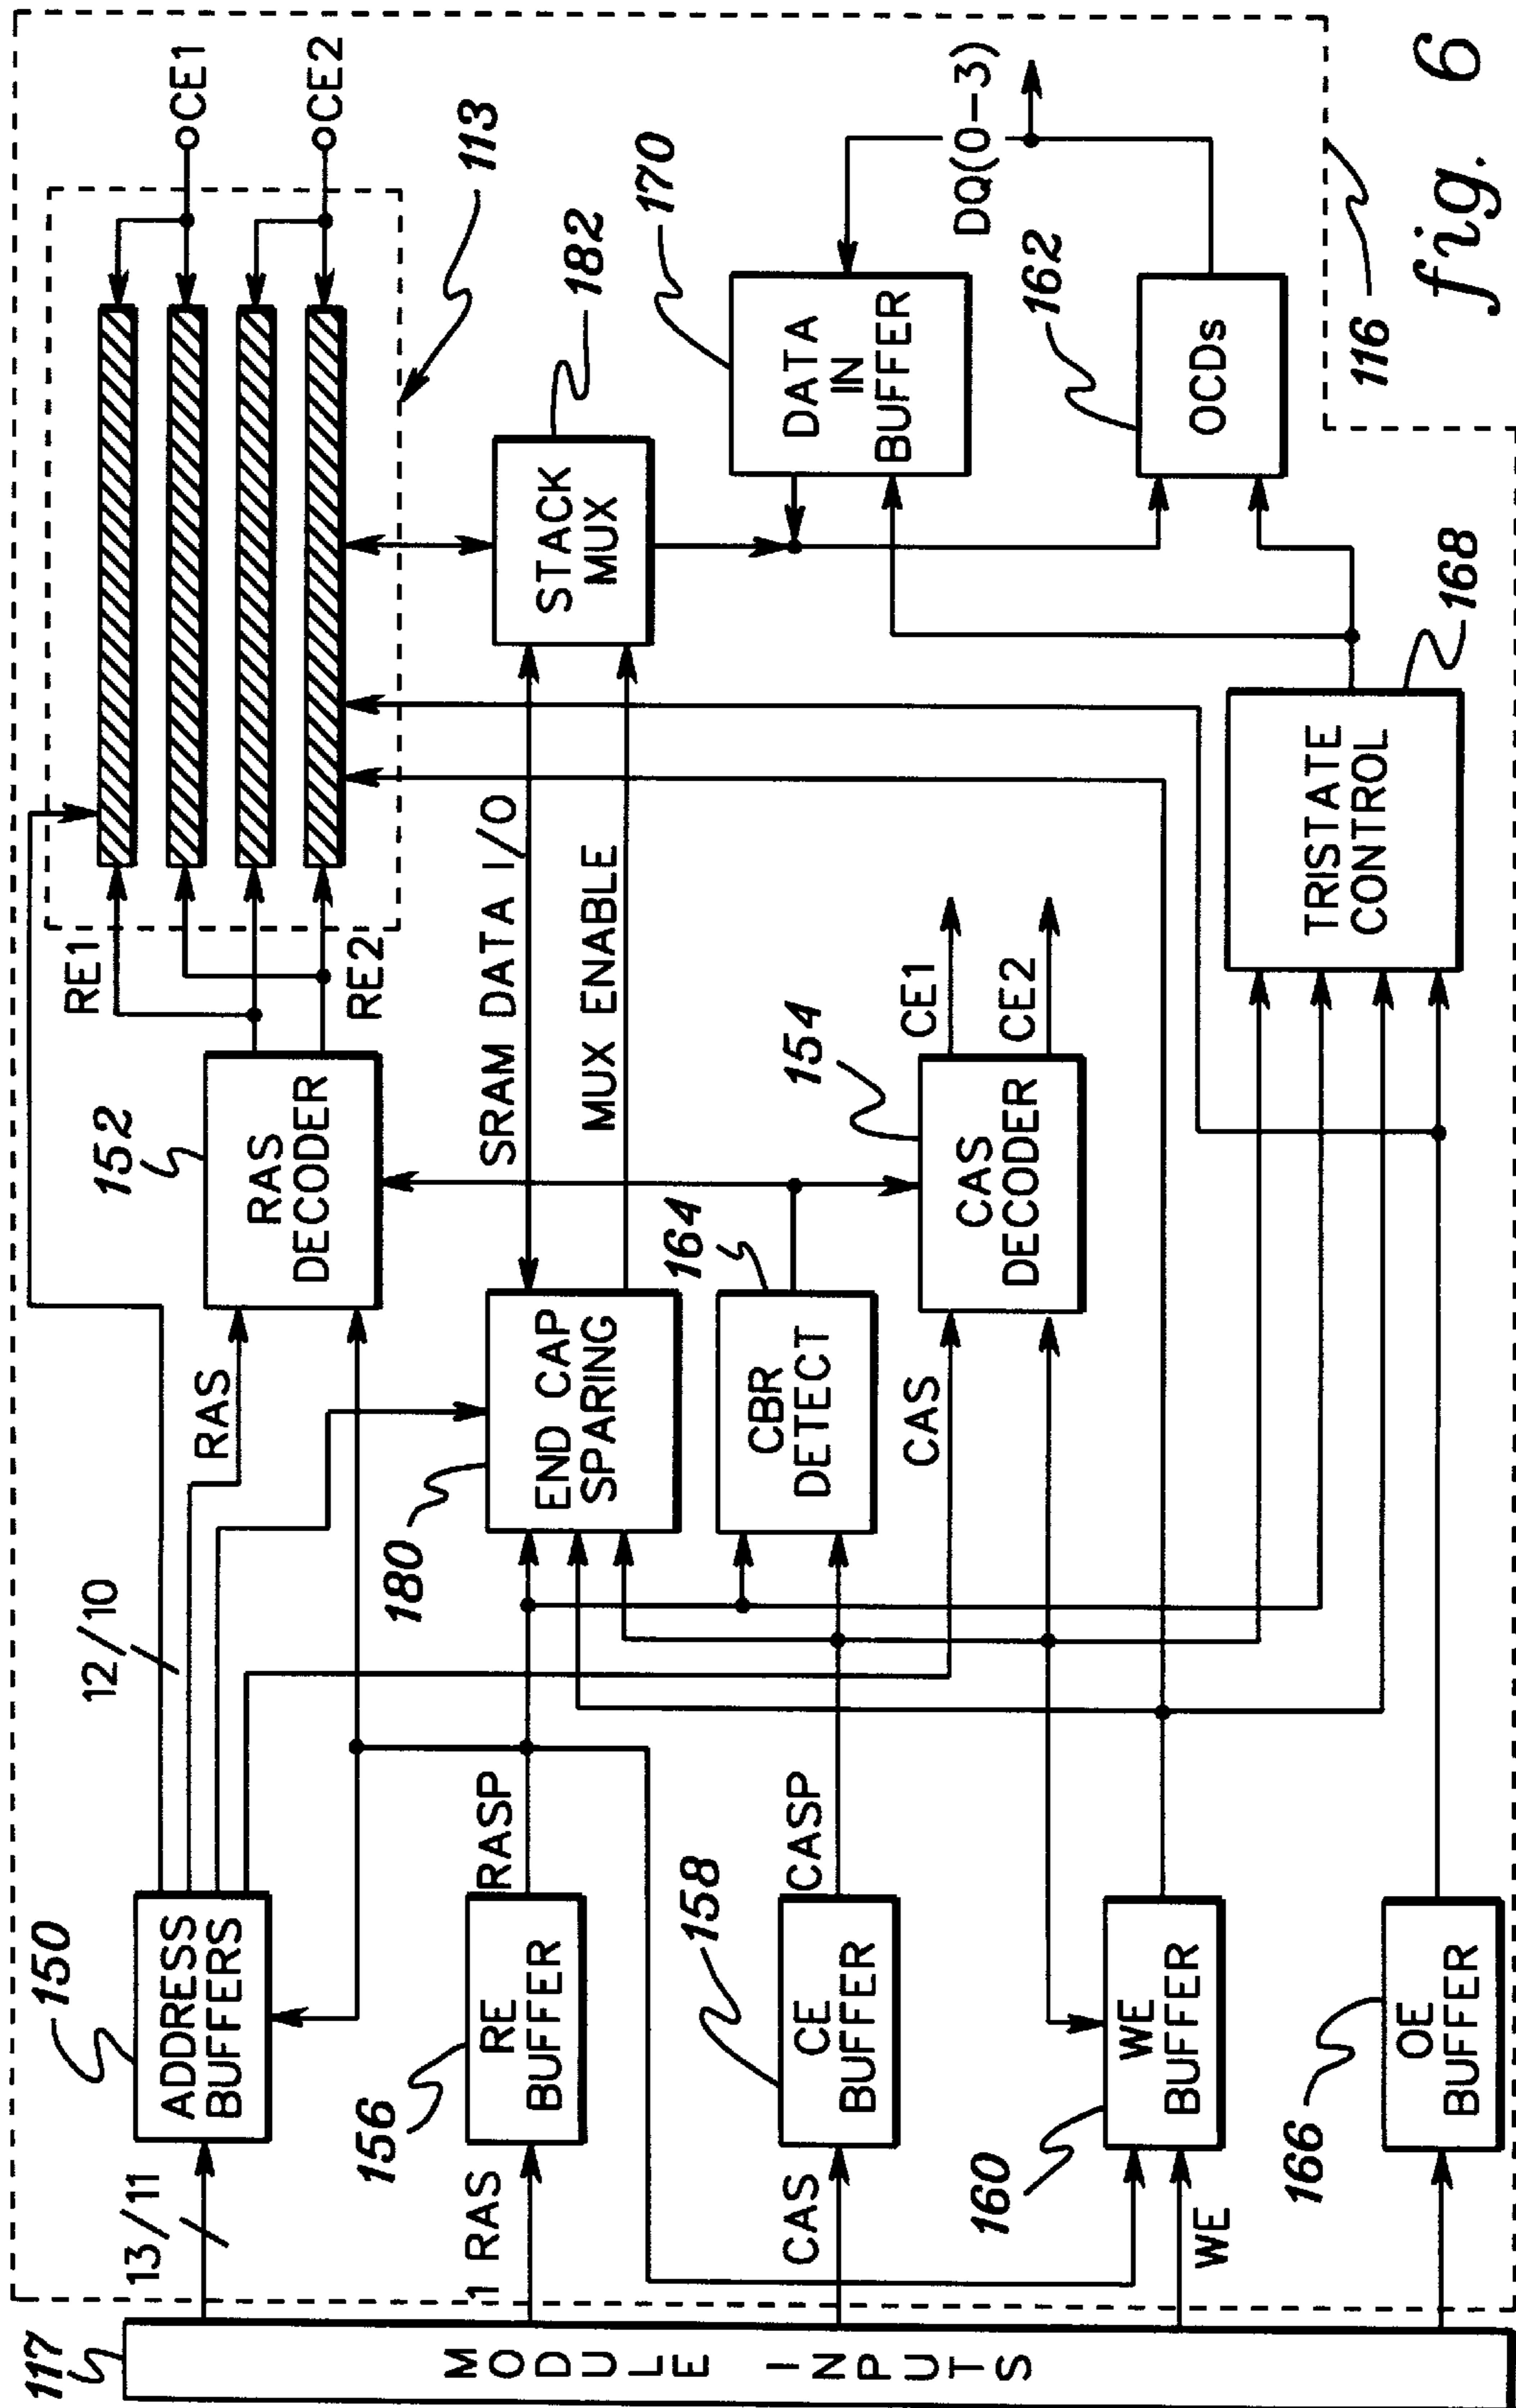 117
MODULE INPUTS
13/11
1 RAS
CAS
WE
150
ADDRESS
BUFFERS
156
RE
BUFFER
158
CE
BUFFER
160
WE
BUFFER
166
OE
BUFFER
12/10
RASP
CASP
RAS
180
END CAP
SPARING
164
CBR
DETECT
CAS
152
RAS
DECODER
154
CAS
DECODER
SRAM DATA I/O
MUX ENABLE
RE1
RE2
CE1
CE2
TRISTATE
CONTROL
168
STACK
MUX
182
113
CE1
CE2
DATA
IN
BUFFER
170
OCDs
162
DQ(0-3)
116
fig. 6